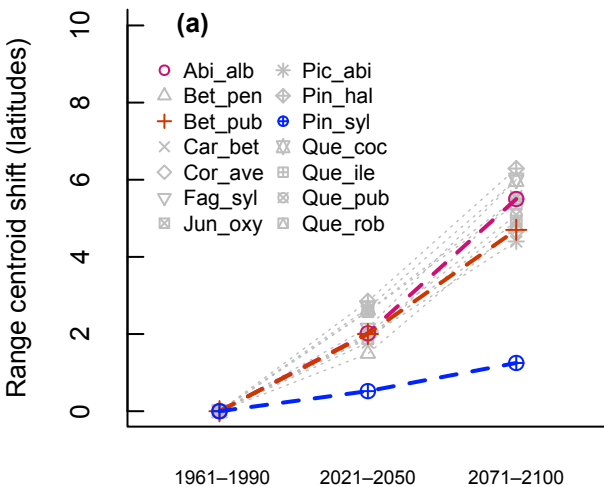 (a)
Range centroid shift (latitudes)
10
8
6
4
2
0
Abi_alb Pic_abi
Bet_pen Pin_hal
Bet_pub Pin_syl
Car_bet Que_coc
Cor_ave Que_ile
Fag_syl Que_pub
Jun_oxy Que_rob
1961–1990 2021–2050 2071–2100